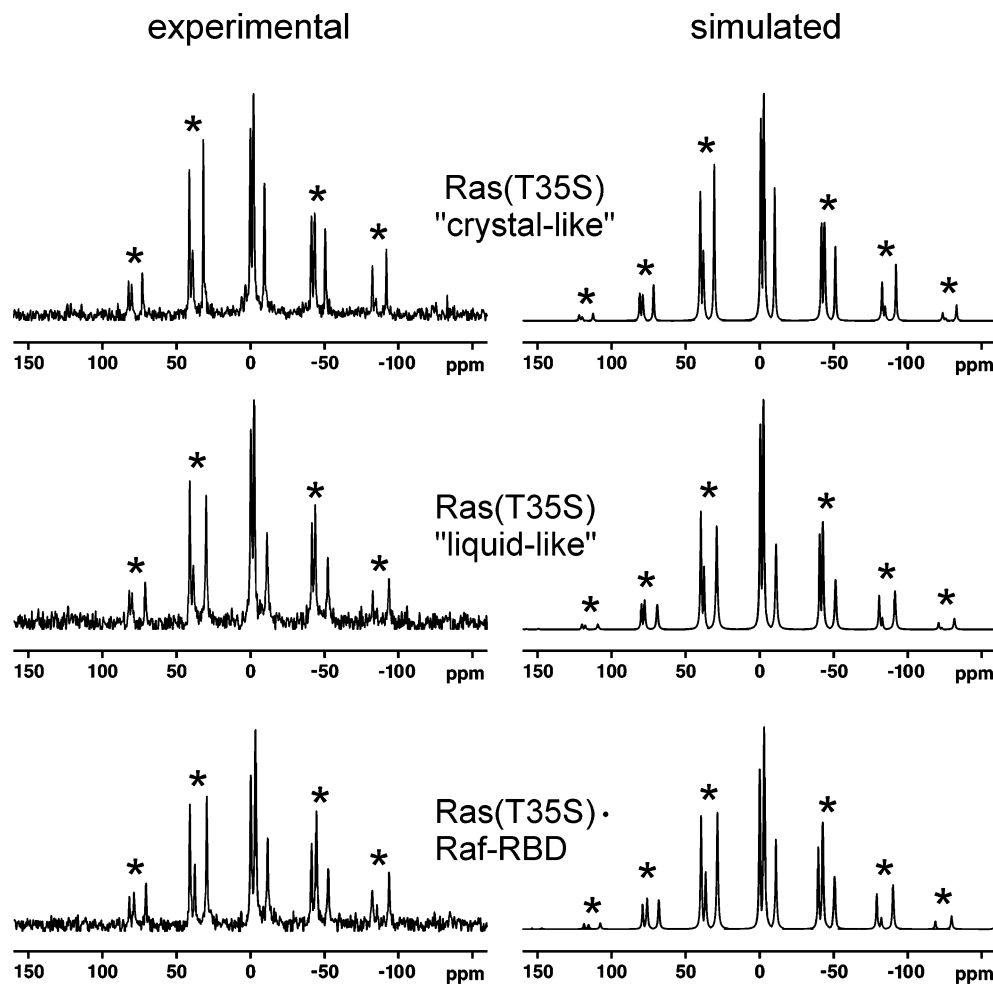 experimental simulated
* * * * * * * * * *
Ras(T35S)
"crystal-like"
150 100 50 0 -50 -100 ppm 150 100 50 0 -50 -100 ppm
* * * * * * * * * *
Ras(T35S)
"liquid-like"
150 100 50 0 -50 -100 ppm 150 100 50 0 -50 -100 ppm
* * * * * * * * * *
Ras(T35S) ·
Raf-RBD
150 100 50 0 -50 -100 ppm 150 100 50 0 -50 -100 ppm